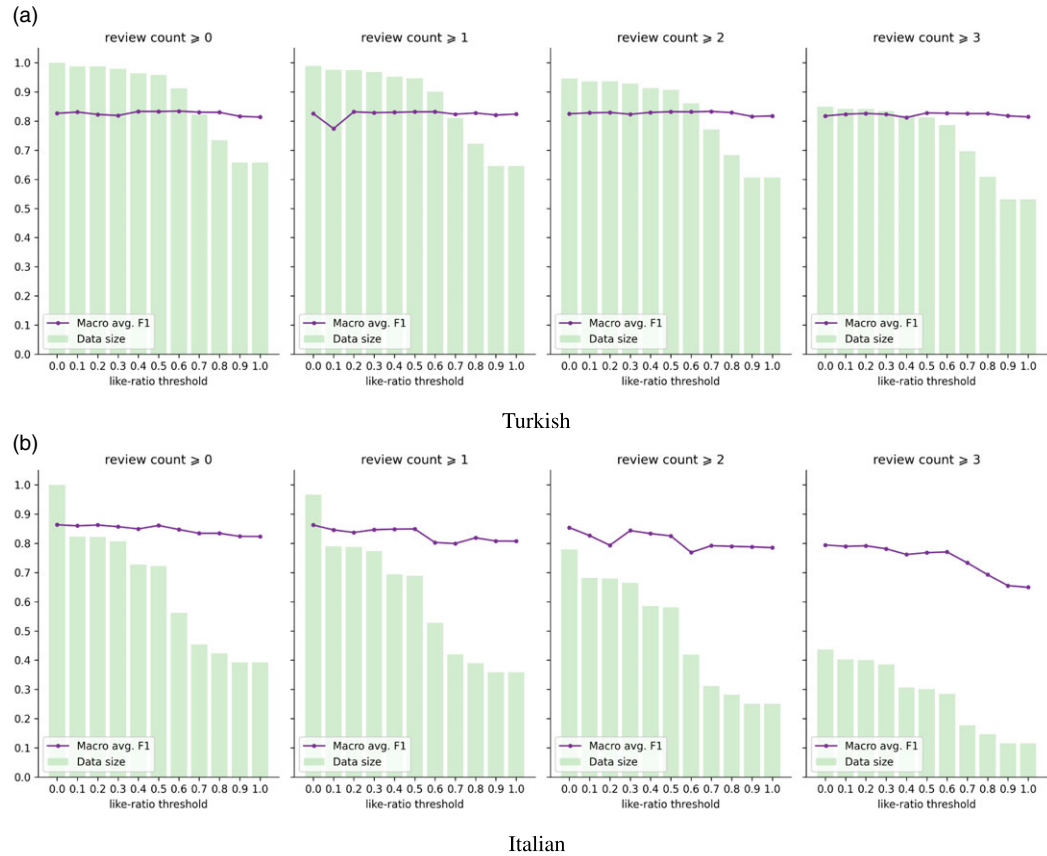 (a)
review count ⩾ 0 review count ⩾ 1 review count ⩾ 2 review count ⩾ 3
1.0
0.9
0.8
0.7
0.6
0.5
0.4
0.3
0.2
0.1
0.0
Macro avg. F1 Macro avg. F1 Macro avg. F1 Macro avg. F1
Data size Data size Data size Data size
0.0 0.1 0.2 0.3 0.4 0.5 0.6 0.7 0.8 0.9 1.0 0.0 0.1 0.2 0.3 0.4 0.5 0.6 0.7 0.8 0.9 1.0 0.0 0.1 0.2 0.3 0.4 0.5 0.6 0.7 0.8 0.9 1.0 0.0 0.1 0.2 0.3 0.4 0.5 0.6 0.7 0.8 0.9 1.0
like-ratio threshold like-ratio threshold like-ratio threshold like-ratio threshold
Turkish
(b)
review count ⩾ 0 review count ⩾ 1 review count ⩾ 2 review count ⩾ 3
1.0
0.9
0.8
0.7
0.6
0.5
0.4
0.3
0.2
0.1
0.0
Macro avg. F1 Macro avg. F1 Macro avg. F1 Macro avg. F1
Data size Data size Data size Data size
0.0 0.1 0.2 0.3 0.4 0.5 0.6 0.7 0.8 0.9 1.0 0.0 0.1 0.2 0.3 0.4 0.5 0.6 0.7 0.8 0.9 1.0 0.0 0.1 0.2 0.3 0.4 0.5 0.6 0.7 0.8 0.9 1.0 0.0 0.1 0.2 0.3 0.4 0.5 0.6 0.7 0.8 0.9 1.0
like-ratio threshold like-ratio threshold like-ratio threshold like-ratio threshold
Italian